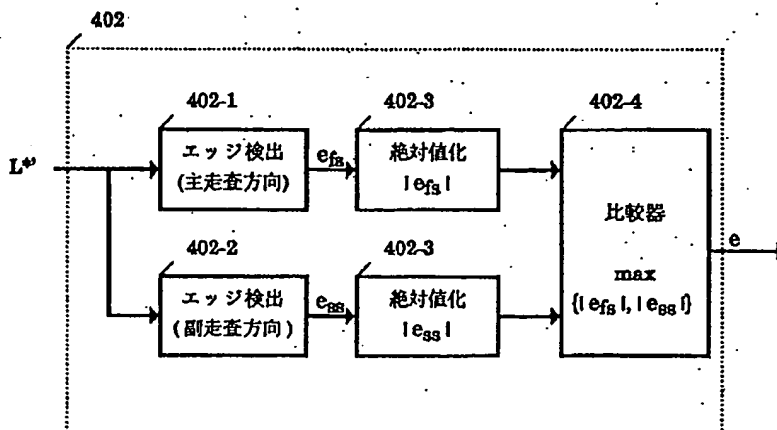 402
402-1
402-3
402-4
L*'
エッジ検出
(主走査方向)
efs
絶対値化
|efs|
比較器
max
{|efs|,|ess|}
e
402-2
402-3
エッジ検出
(副走査方向)
ess
絶対値化
|ess|